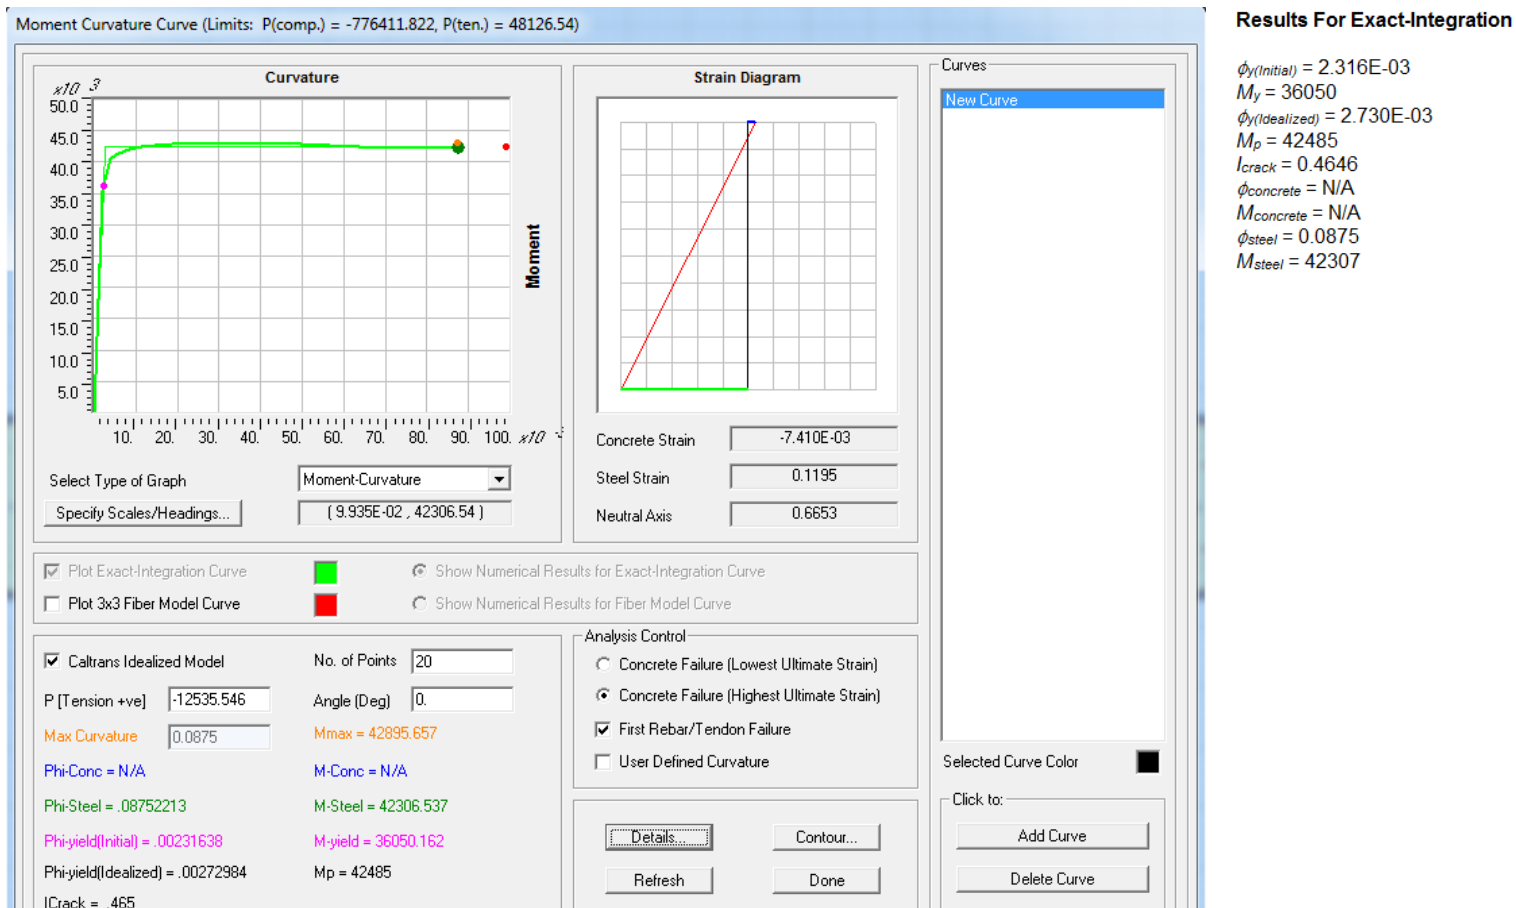 Moment Curvature Curve (Limits:  P(comp.) = -776411.822, P(ten.) = 48126.54)
Curvature
x10 3
50.0
45.0
40.0
35.0
30.0
25.0
20.0
15.0
10.0
5.0
Moment
10. 20. 30. 40. 50. 60. 70. 80. 90. 100. x10 -3
Select Type of Graph
Moment-Curvature
Specify Scales/Headings...
( 9.935E-02 , 42306.54 )
Strain Diagram
Concrete Strain -7.410E-03
Steel Strain 0.1195
Neutral Axis 0.6653
Plot Exact-Integration Curve
Show Numerical Results for Exact-Integration Curve
Plot 3x3 Fiber Model Curve
Show Numerical Results for Fiber Model Curve
Caltrans Idealized Model
No. of Points 20
P [Tension +ve] -12535.546
Angle (Deg) 0.
Max Curvature 0.0875
Mmax = 42895.657
Phi-Conc = N/A
M-Conc = N/A
Phi-Steel = .08752213
M-Steel = 42306.537
Phi-yield(Initial) = .00231638
M-yield = 36050.162
Phi-yield(Idealized) = .00272984
Mp = 42485
ICrack = .465
Analysis Control
Concrete Failure (Lowest Ultimate Strain)
Concrete Failure (Highest Ultimate Strain)
First Rebar/Tendon Failure
User Defined Curvature
Details...
Contour...
Refresh
Done
Curves
New Curve
Selected Curve Color
Click to:
Add Curve
Delete Curve
Results For Exact-Integration
ϕy(Initial) = 2.316E-03
My = 36050
ϕy(Idealized) = 2.730E-03
Mp = 42485
Icrack = 0.4646
ϕconcrete = N/A
Mconcrete = N/A
ϕsteel = 0.0875
Msteel = 42307